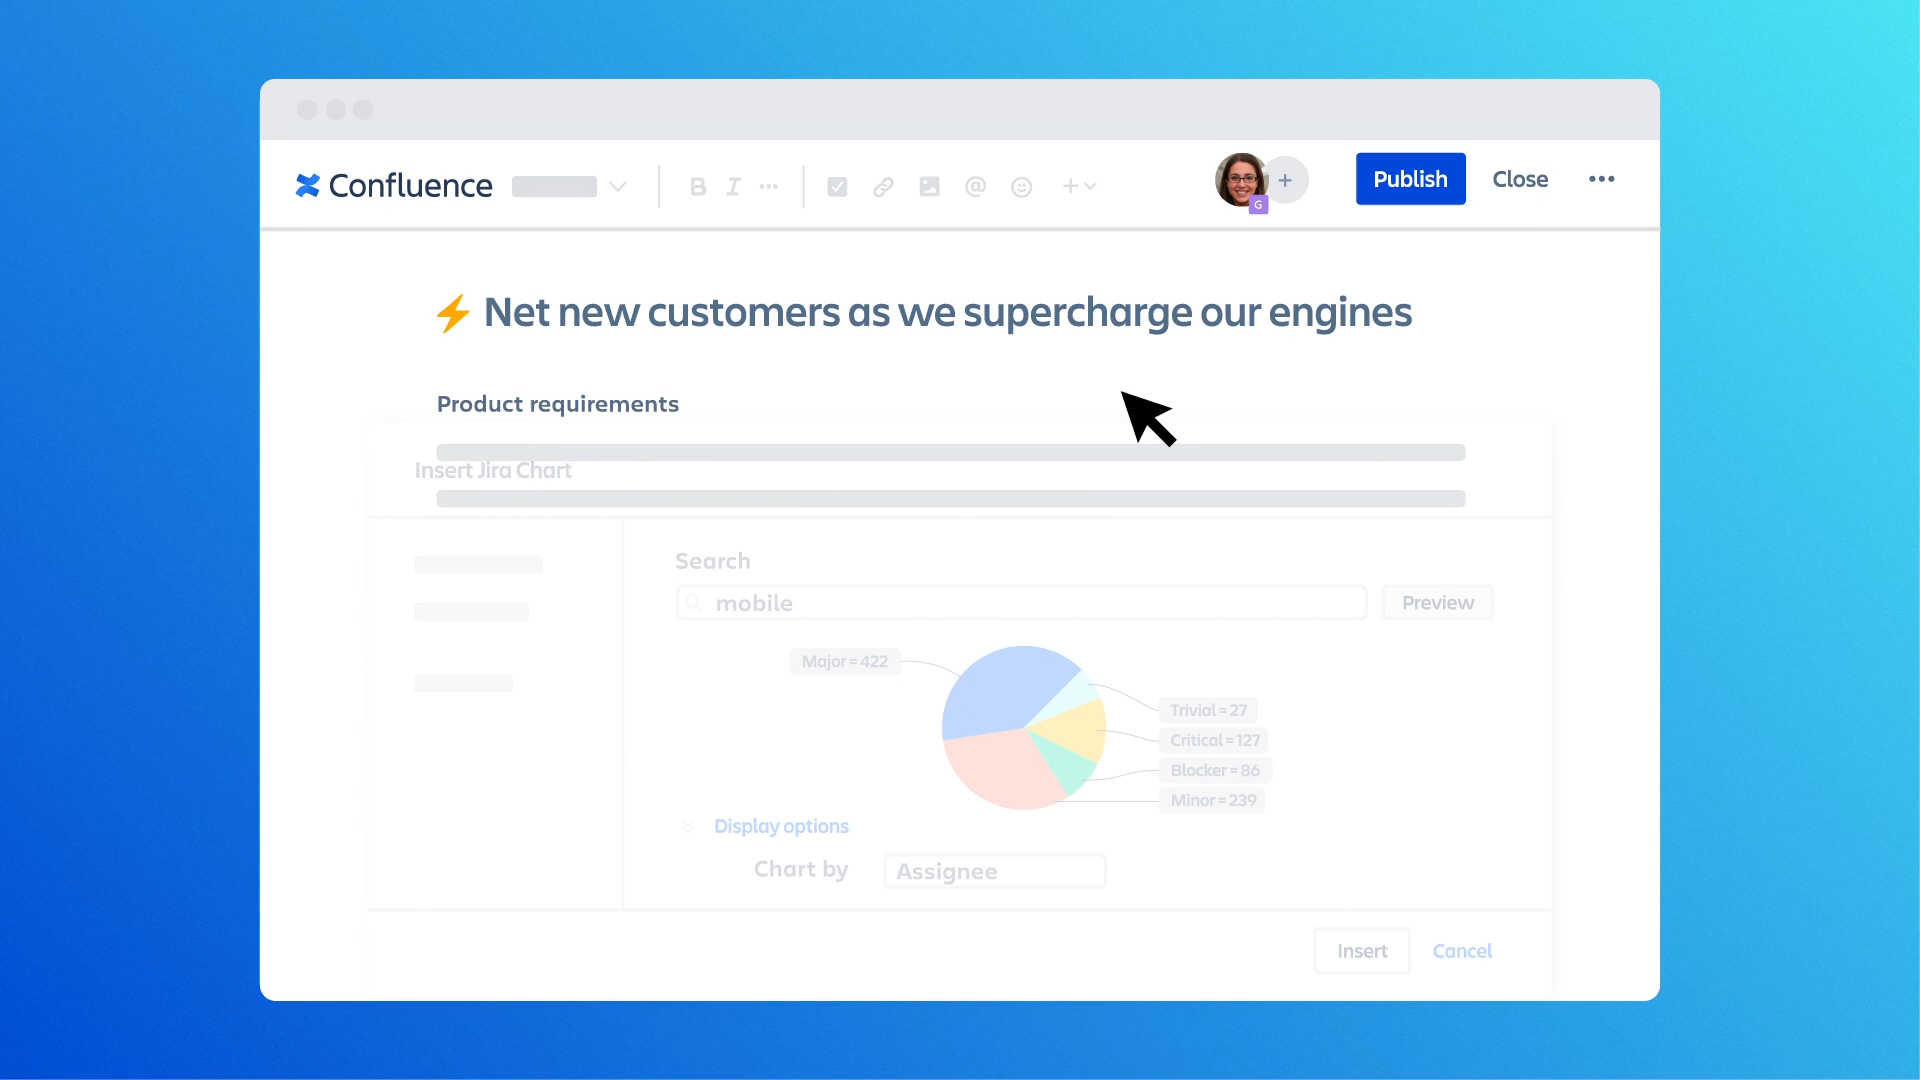 Confluence
B I
@
G
+
Publish
Close
⚡ Net new customers as we supercharge our engines
Product requirements
Insert Jira Chart
Search
mobile
Preview
Major = 422
Trivial = 27
Critical = 127
Blocker = 86
Minor = 239
Display options
Chart by
Assignee
Insert
Cancel